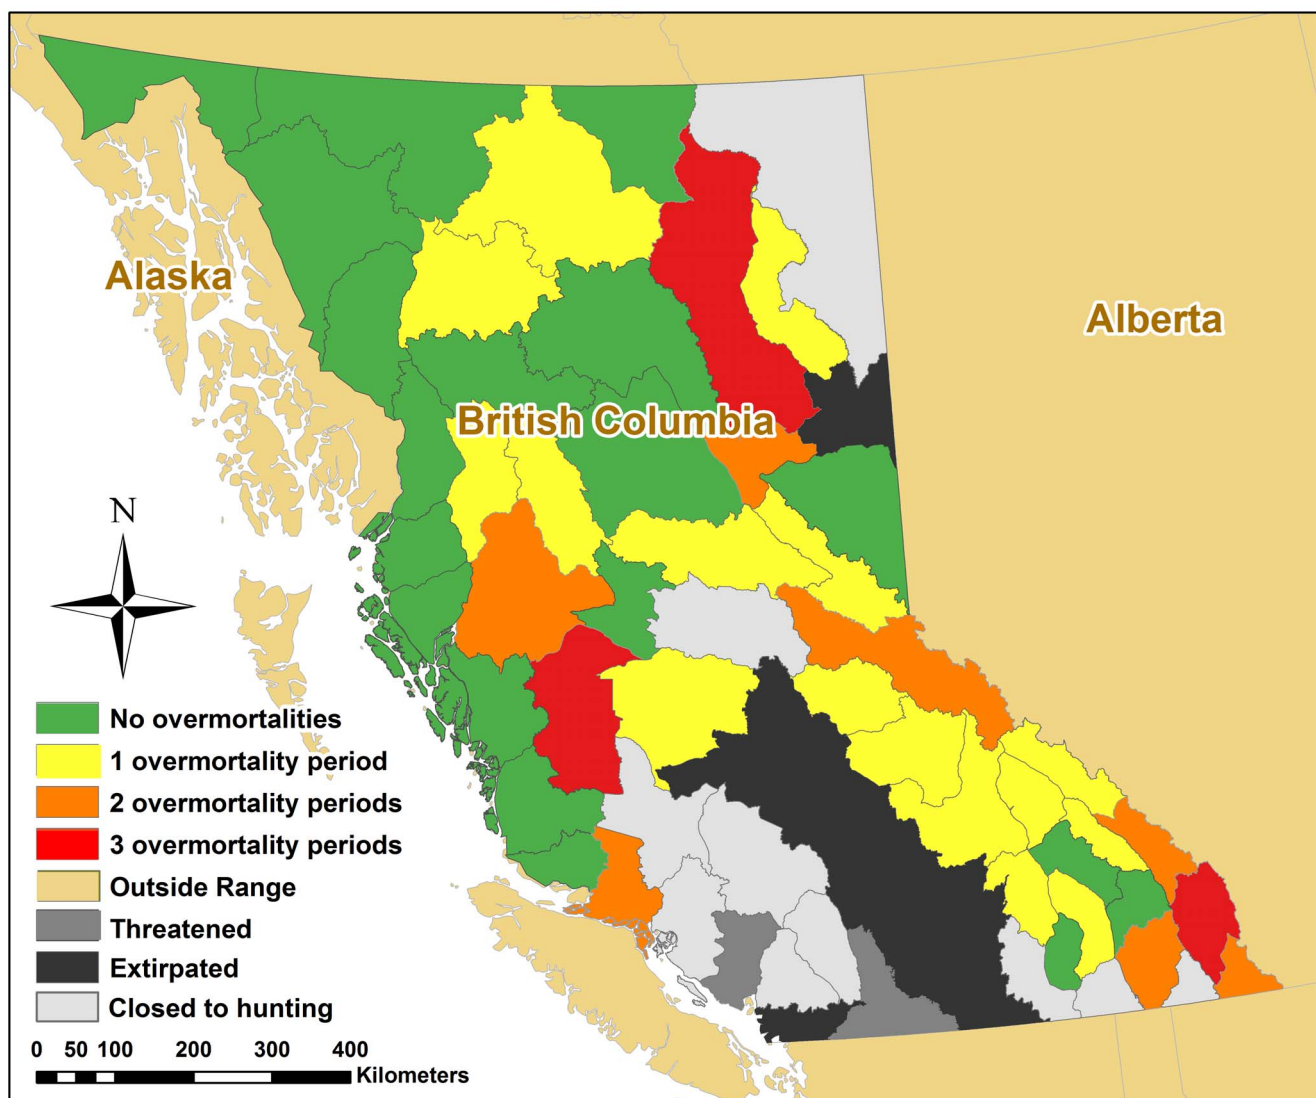 Alaska
Alberta
British Columbia
N
No overmortalities
1 overmortality period
2 overmortality periods
3 overmortality periods
Outside Range
Threatened
Extirpated
Closed to hunting
0 50 100 200 300 400
Kilometers